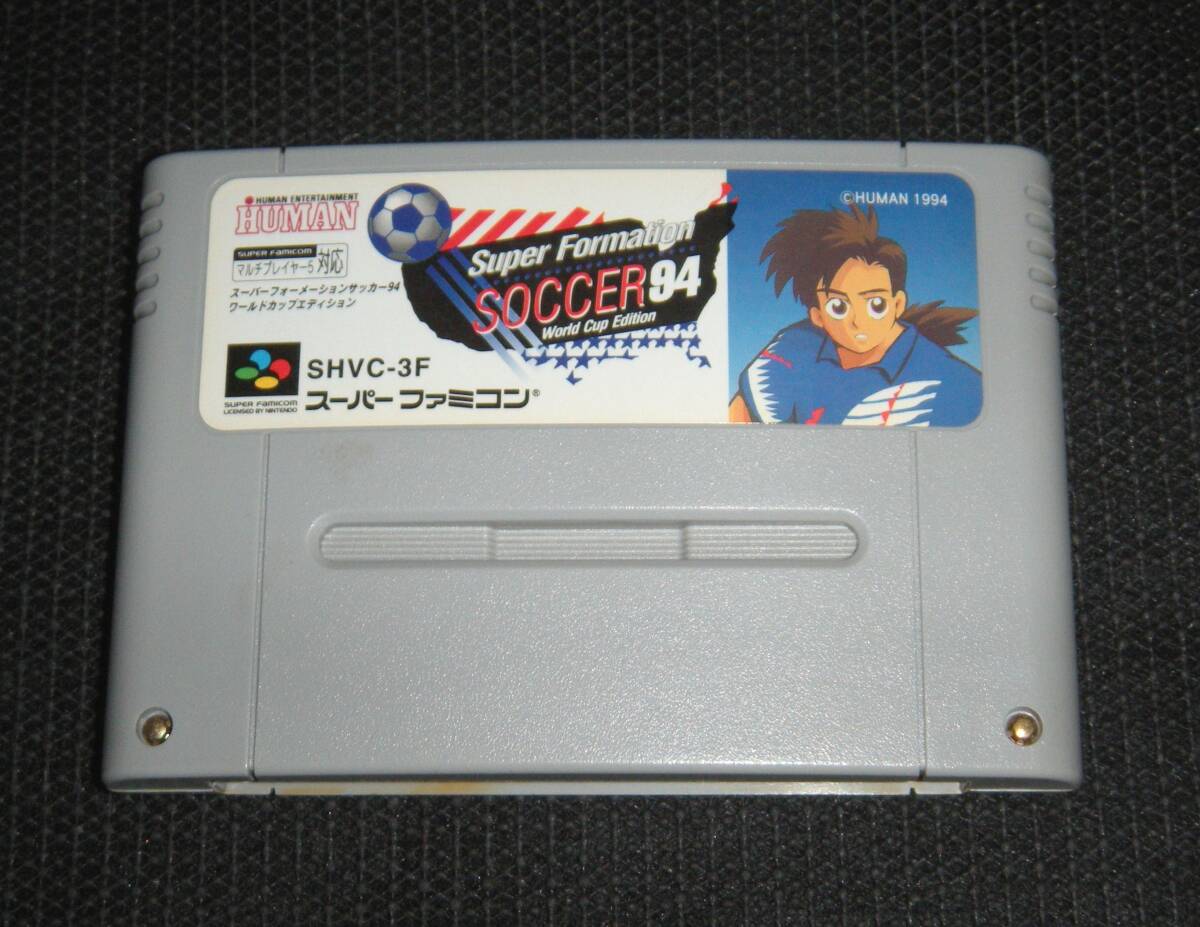 HUMAN ENTERTAINMENT
HUMAN
SUPER FAMICOM
マルチプレイヤー5 対応
スーパーフォーメーションサッカー94
ワールドカップエディション
Super Formation
SOCCER 94
World Cup Edition
©HUMAN 1994
SHVC-3F
SUPER FAMICOM
LICENSED BY NINTENDO
スーパーファミコン®